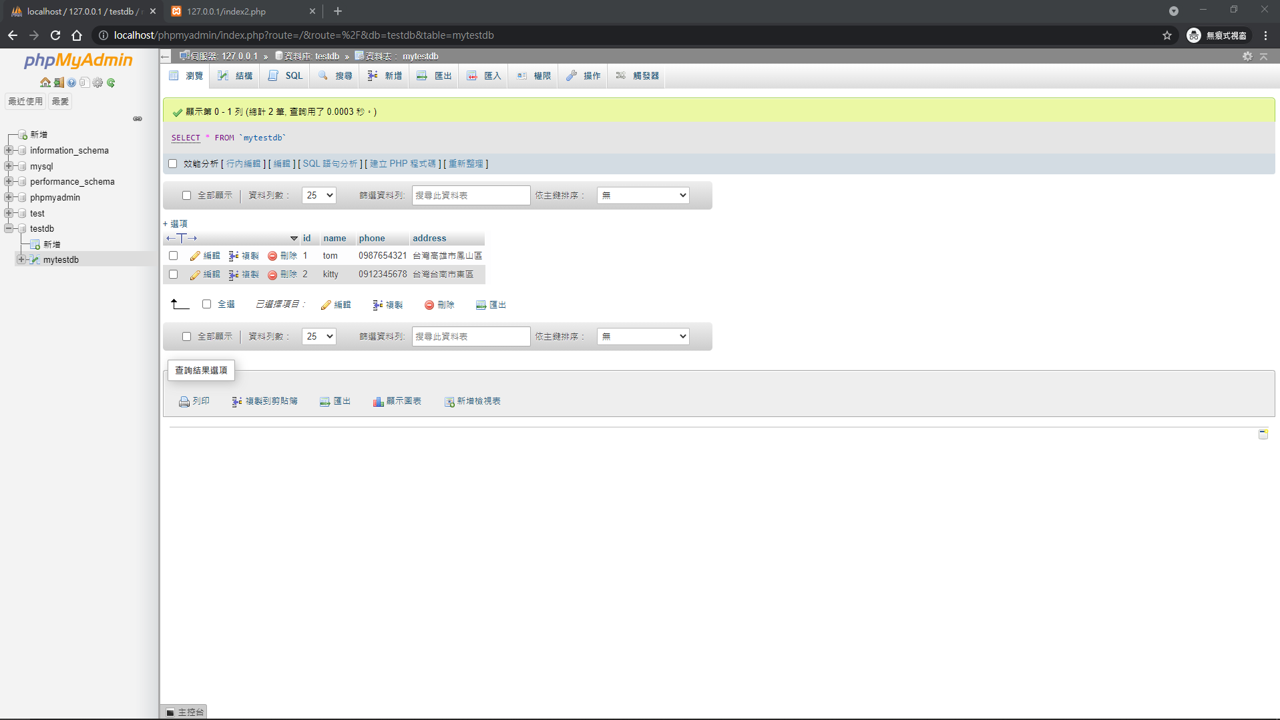 localhost / 127.0.0.1 / testdb /
127.0.0.1/index2.php
localhost/phpmyadmin/index.php?route=/&route=%2F&db=testdb&table=mytestdb
無痕式視窗
phpMyAdmin
最近使用 最愛
新增
information_schema
mysql
performance_schema
phpmyadmin
test
testdb
新增
mytestdb
伺服器: 127.0.0.1 » 資料庫: testdb » 資料表: mytestdb
瀏覽 結構 SQL 搜尋 新增 匯出 匯入 權限 操作 觸發器
顯示第 0 - 1 列 (總計 2 筆, 查詢用了 0.0003 秒。)
SELECT * FROM `mytestdb`
效能分析 [ 行內編輯 ] [ 編輯 ] [ SQL 語句分析 ] [ 建立 PHP 程式碼 ] [ 重新整理 ]
全部顯示 | 資料列數: 25 篩選資料列: 搜尋此資料表 依主鍵排序: 無
+ 選項
←T→ id name phone address
編輯 複製 刪除 1 tom 0987654321 台灣高雄市鳳山區
編輯 複製 刪除 2 kitty 0912345678 台灣台南市東區
全選 已選擇項目: 編輯 複製 刪除 匯出
全部顯示 | 資料列數: 25 篩選資料列: 搜尋此資料表 依主鍵排序: 無
查詢結果選項
列印 複製到剪貼簿 匯出 顯示圖表 新增檢視表
主控台